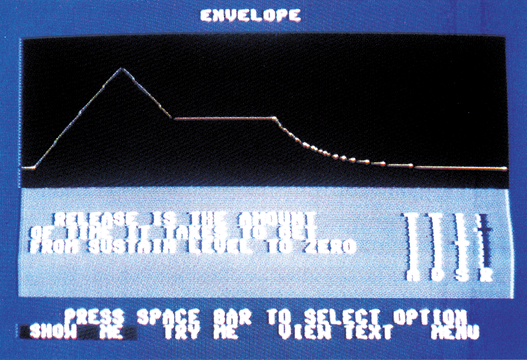 ENVELOPE
RELEASE IS THE AMOUNT
OF TIME IT TAKES TO GET
FROM SUSTAIN LEVEL TO ZERO
A D S R
PRESS SPACE BAR TO SELECT OPTION
SHOW ME TRY ME VIEW TEXT MENU